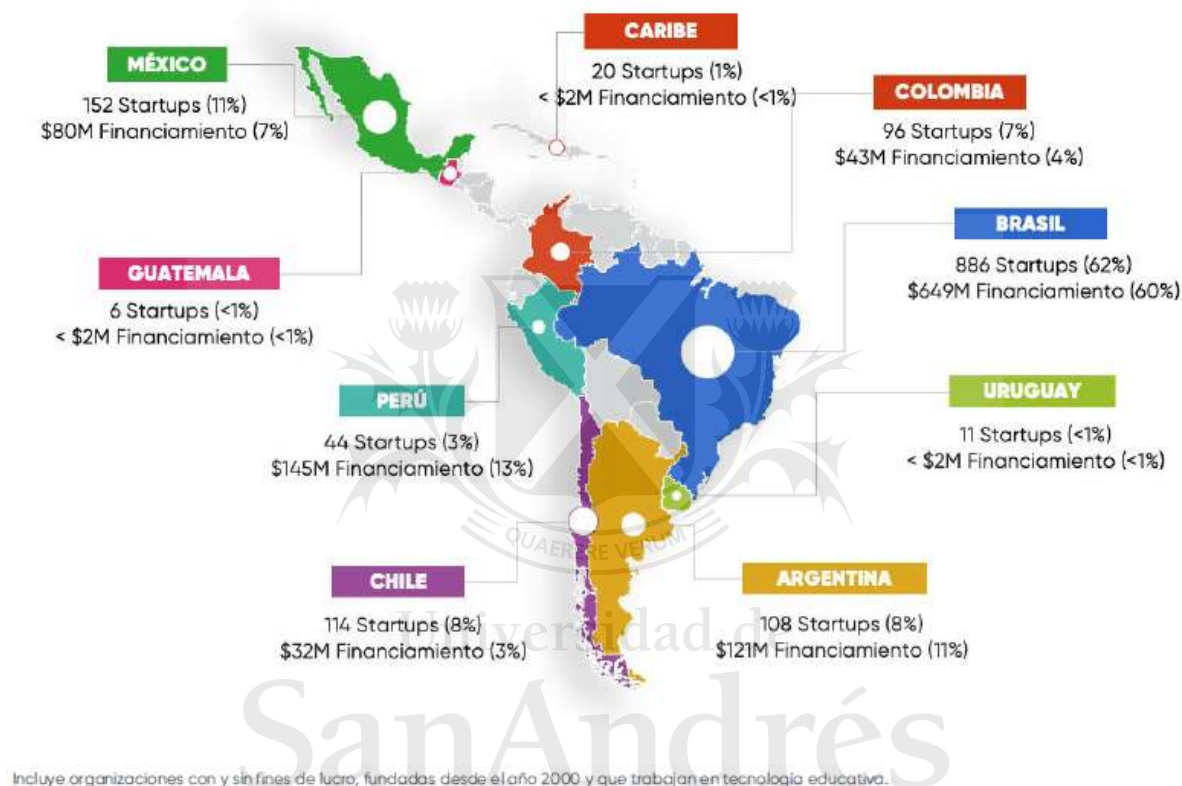 CARIBE
20 Startups (1%)
< $2M Financiamiento (<1%)
MÉXICO
152 Startups (11%)
$80M Financiamiento (7%)
COLOMBIA
96 Startups (7%)
$43M Financiamiento (4%)
BRASIL
886 Startups (62%)
$649M Financiamiento (60%)
GUATEMALA
6 Startups (<1%)
< $2M Financiamiento (<1%)
PERÚ
44 Startups (3%)
$145M Financiamiento (13%)
URUGUAY
11 Startups (<1%)
< $2M Financiamiento (<1%)
QUAERERE VERUM
CHILE
114 Startups (8%)
$32M Financiamiento (3%)
ARGENTINA
108 Startups (8%)
$121M Financiamiento (11%)
Universidad de
SanAndrés
Incluye organizaciones con y sin fines de lucro, fundadas desde el año 2000 y que trabajan en tecnología educativa.